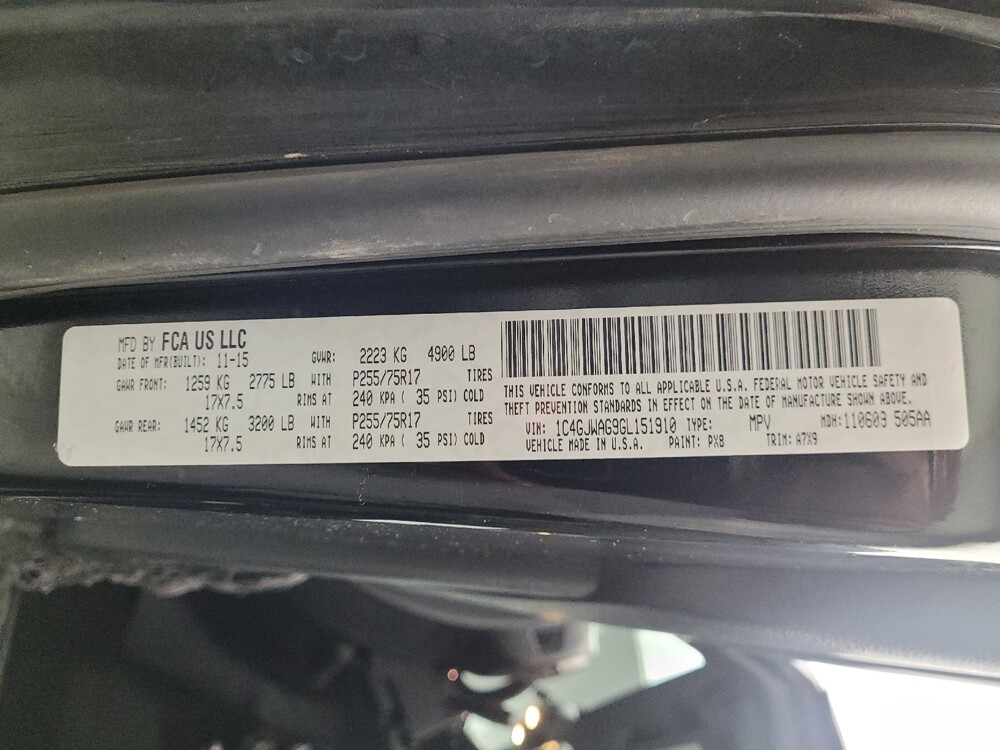 MFD BY FCA US LLC
DATE OF MFR(BUILT): 11-15 GVWR: 2223 KG 4900 LB
GAWR FRONT: 1259 KG 2775 LB WITH P255/75R17 TIRES
17X7.5 RIMS AT 240 KPA ( 35 PSI) COLD
GAWR REAR: 1452 KG 3200 LB WITH P255/75R17 TIRES
17X7.5 RIMS AT 240 KPA ( 35 PSI) COLD
THIS VEHICLE CONFORMS TO ALL APPLICABLE U.S.A. FEDERAL MOTOR VEHICLE SAFETY AND
THEFT PREVENTION STANDARDS IN EFFECT ON THE DATE OF MANUFACTURE SHOWN ABOVE.
VIN: 1C4GJWAG9GL151910 TYPE: MPV MDH:110603 505AA
VEHICLE MADE IN U.S.A. PAINT: PX8 TRIM: A7X9